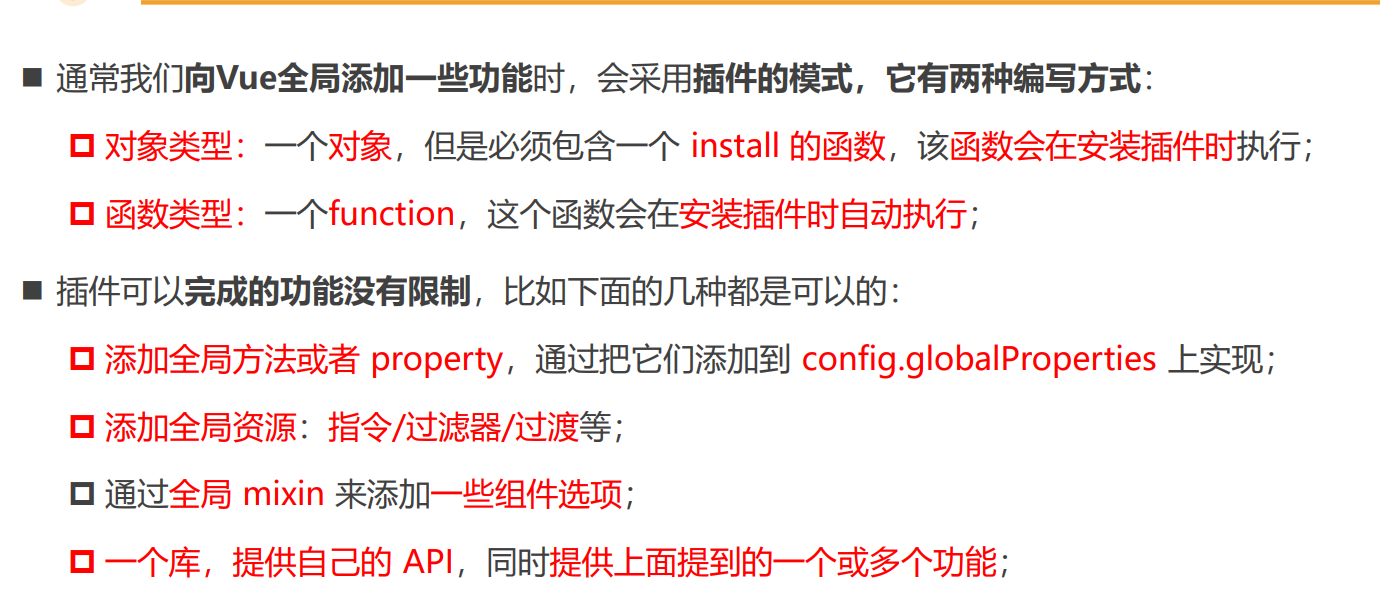 通常我们向Vue全局添加一些功能时，会采用插件的模式，它有两种编写方式：
对象类型：一个对象，但是必须包含一个 install 的函数，该函数会在安装插件时执行；
函数类型：一个function，这个函数会在安装插件时自动执行；
插件可以完成的功能没有限制，比如下面的几种都是可以的：
添加全局方法或者 property，通过把它们添加到 config.globalProperties 上实现；
添加全局资源：指令/过滤器/过渡等；
通过全局 mixin 来添加一些组件选项；
一个库，提供自己的 API，同时提供上面提到的一个或多个功能；